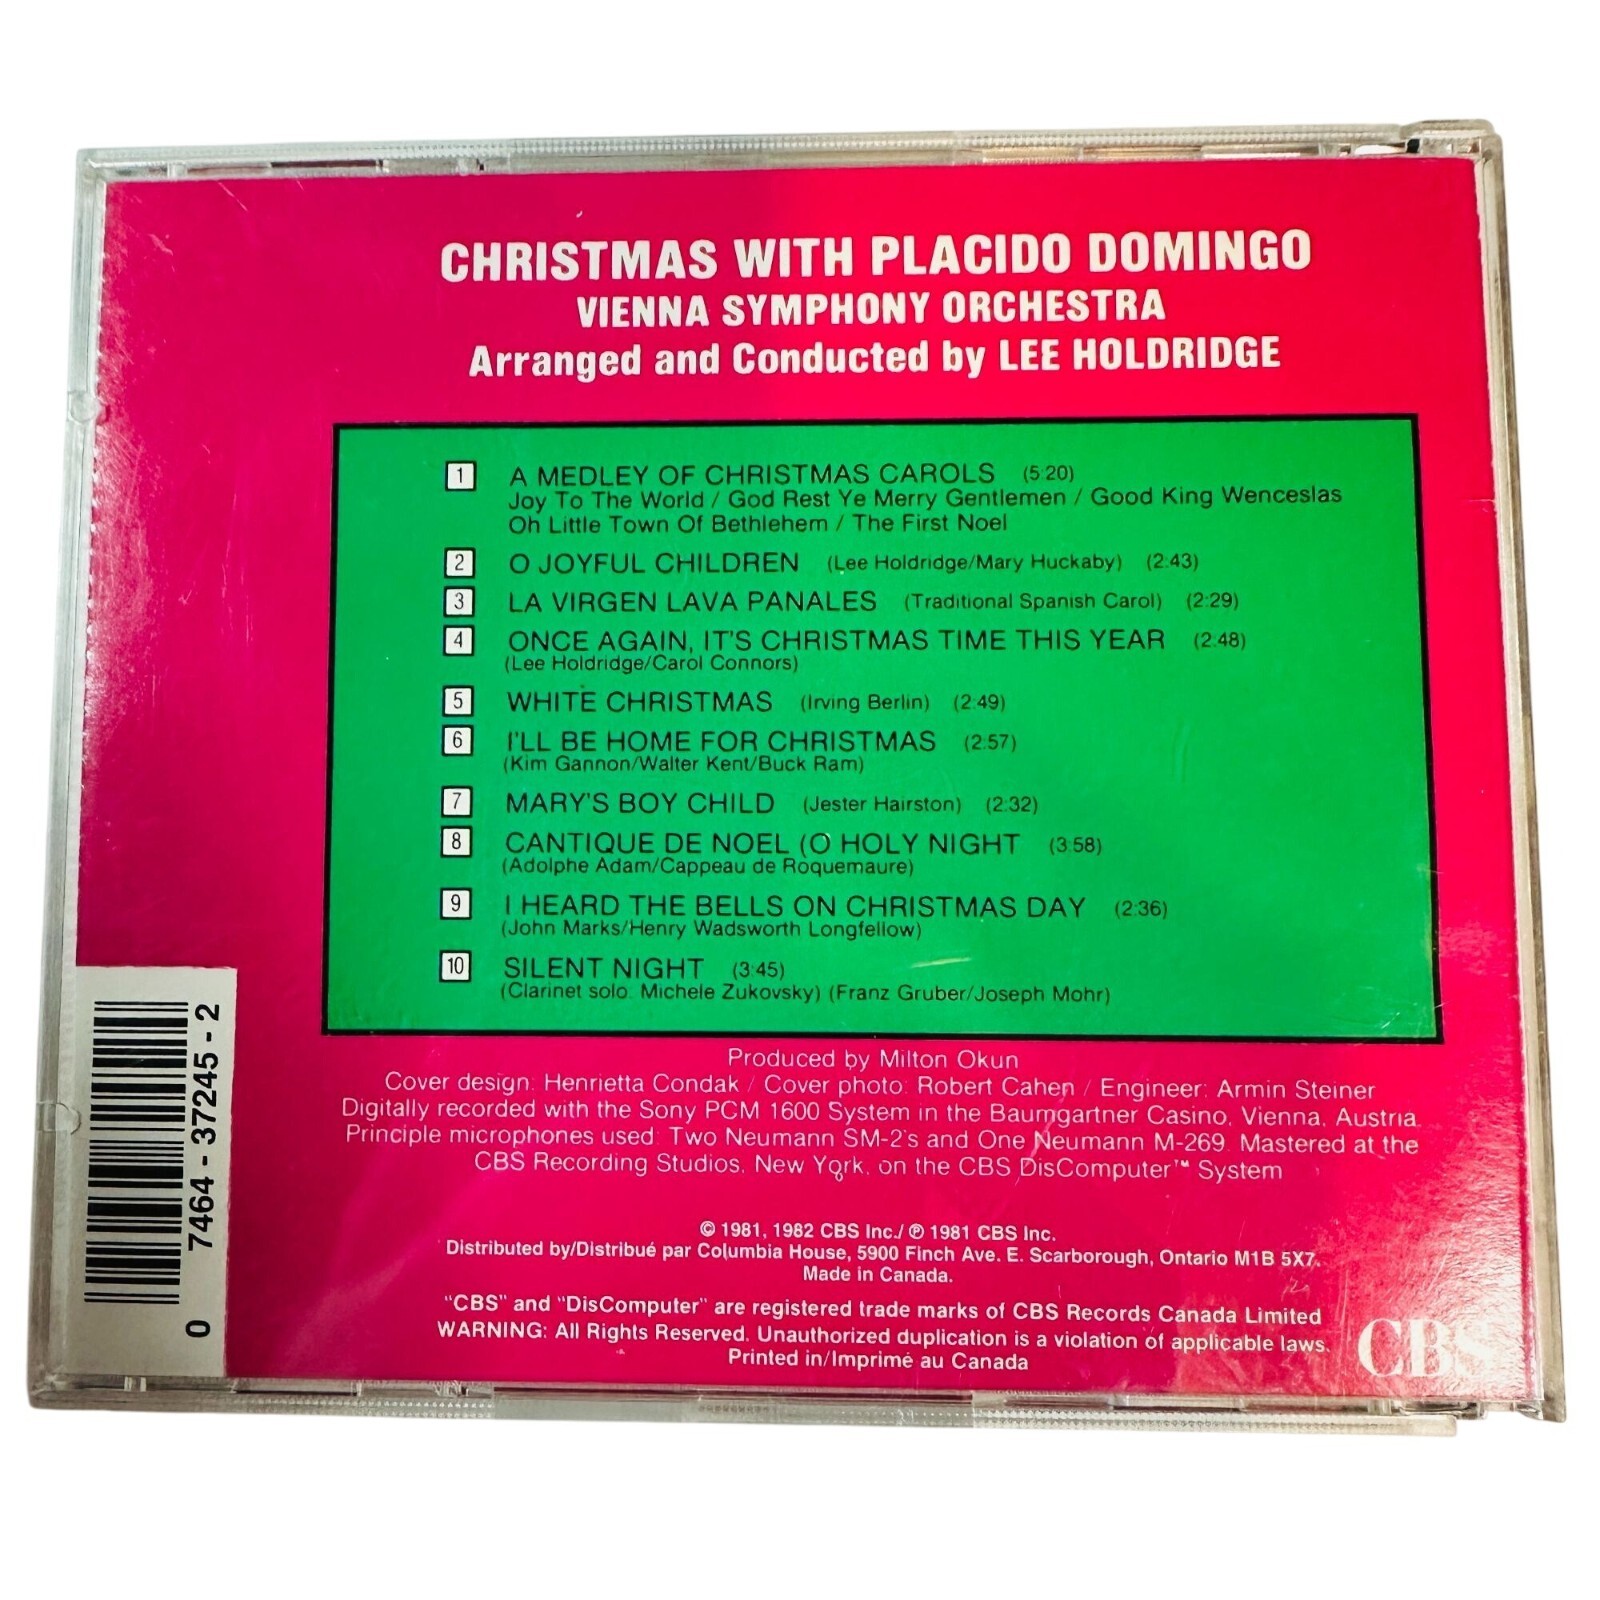 CHRISTMAS WITH PLACIDO DOMINGO
VIENNA SYMPHONY ORCHESTRA
Arranged and Conducted by LEE HOLDRIDGE
1 A MEDLEY OF CHRISTMAS CAROLS (5:20)
Joy To The World / God Rest Ye Merry Gentlemen / Good King Wenceslas
Oh Little Town Of Bethlehem / The First Noel
2 O JOYFUL CHILDREN (Lee Holdridge/Mary Huckaby) (2:43)
3 LA VIRGEN LAVA PANALES (Traditional Spanish Carol) (2:29)
4 ONCE AGAIN, IT'S CHRISTMAS TIME THIS YEAR (2:48)
(Lee Holdridge/Carol Connors)
5 WHITE CHRISTMAS (Irving Berlin) (2:49)
6 I'LL BE HOME FOR CHRISTMAS (2:57)
(Kim Gannon/Walter Kent/Buck Ram)
7 MARY'S BOY CHILD (Jester Hairston) (2:32)
8 CANTIQUE DE NOEL (O HOLY NIGHT (3:58)
(Adolphe Adam/Cappeau de Roquemaure)
9 I HEARD THE BELLS ON CHRISTMAS DAY (2:36)
(John Marks/Henry Wadsworth Longfellow)
10 SILENT NIGHT (3:45)
(Clarinet solo: Michele Zukovsky) (Franz Gruber/Joseph Mohr)
Produced by Milton Okun
Cover design: Henrietta Condak / Cover photo: Robert Cahen / Engineer: Armin Steiner
Digitally recorded with the Sony PCM 1600 System in the Baumgartner Casino, Vienna, Austria.
Principle microphones used: Two Neumann SM-2's and One Neumann M-269. Mastered at the
CBS Recording Studios, New York, on the CBS DisComputer™ System
© 1981, 1982 CBS Inc./ ℗ 1981 CBS Inc.
Distributed by/Distribué par Columbia House, 5900 Finch Ave. E. Scarborough, Ontario M1B 5X7.
Made in Canada.
"CBS" and "DisComputer" are registered trade marks of CBS Records Canada Limited
WARNING: All Rights Reserved. Unauthorized duplication is a violation of applicable laws.
Printed in/Imprimé au Canada
CBS
0 7464-37245-2